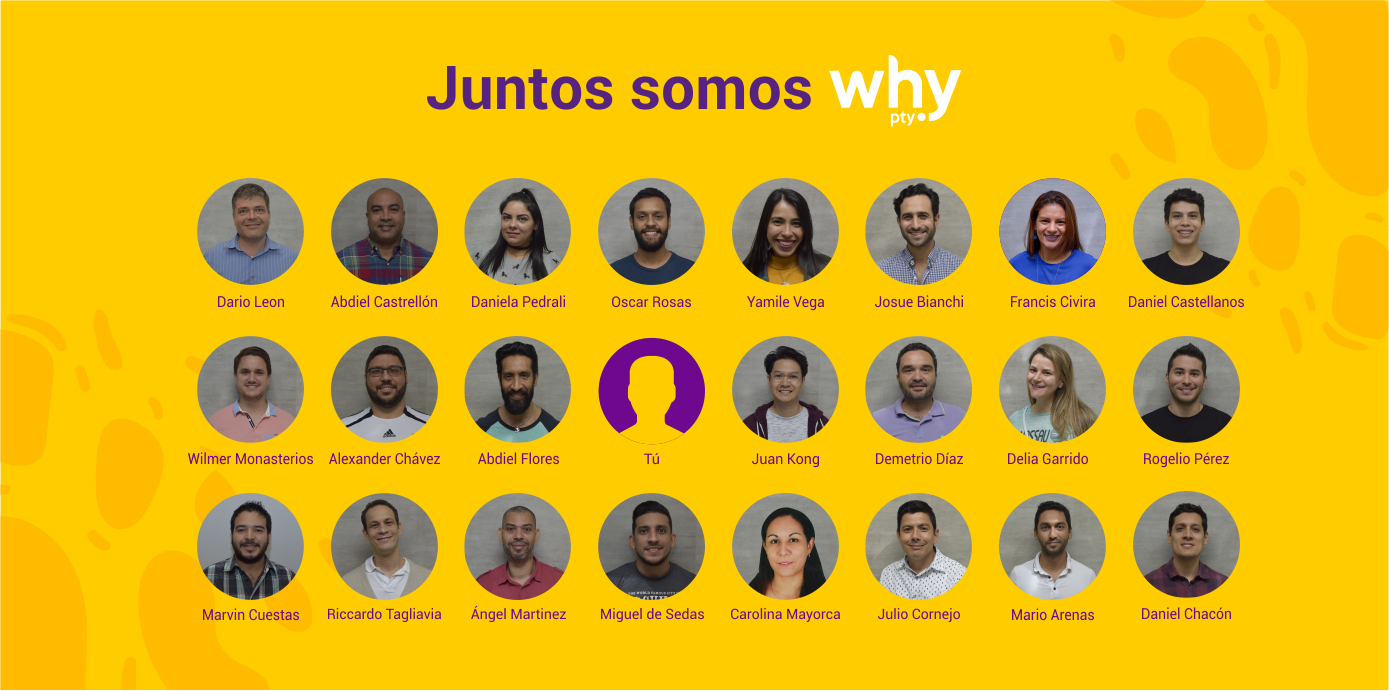 Juntos somos why
pty.
Dario Leon Abdiel Castrellón Daniela Pedrali Oscar Rosas Yamile Vega Josue Bianchi Francis Civira Daniel Castellanos
Wilmer Monasterios Alexander Chávez Abdiel Flores Tú Juan Kong Demetrio Díaz Delia Garrido Rogelio Pérez
Marvin Cuestas Riccardo Tagliavia Ángel Martinez Miguel de Sedas Carolina Mayorca Julio Cornejo Mario Arenas Daniel Chacón